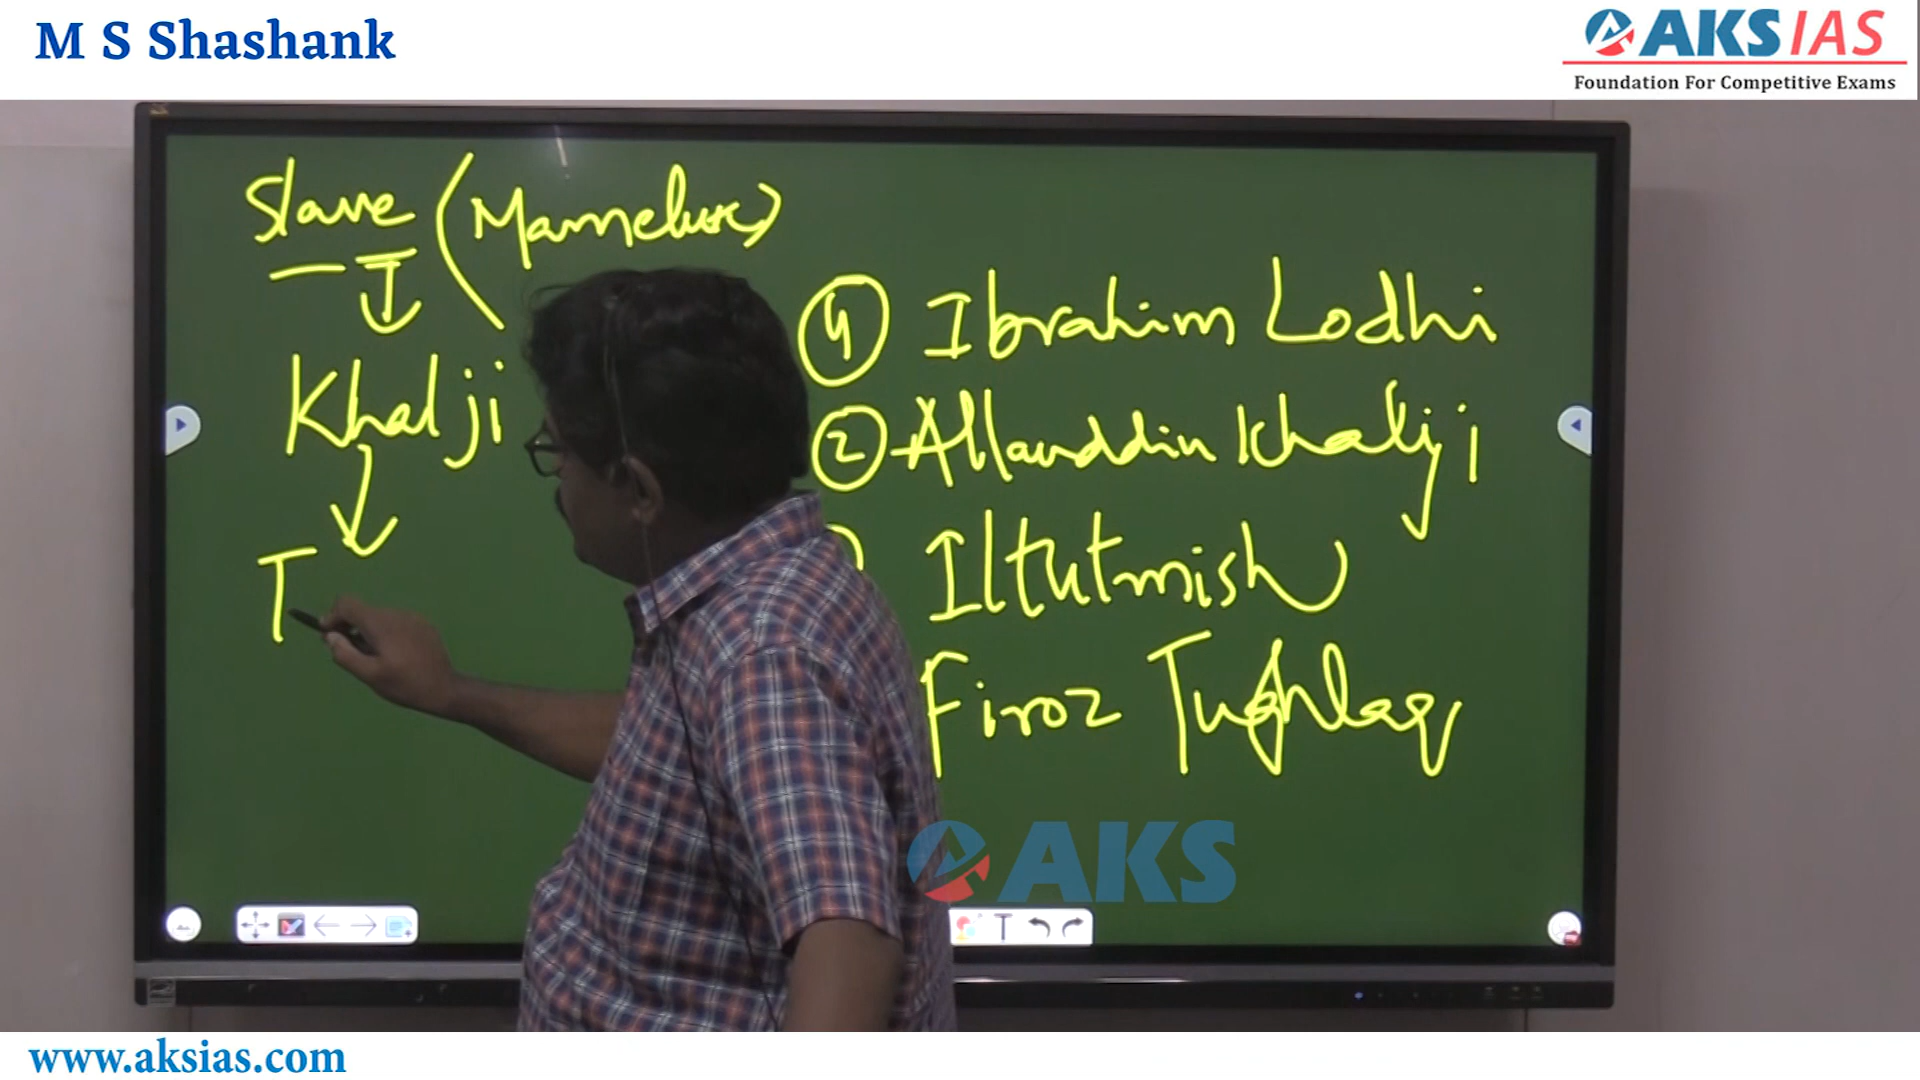 M S Shashank
AKS IAS
Foundation For Competitive Exams
Slave (Mameluk)
Khalji
T
4 Ibrahim Lodhi
2 Allauddin Khalji
Iltutmish
Firoz Tughlaq
AKS
T
www.aksias.com